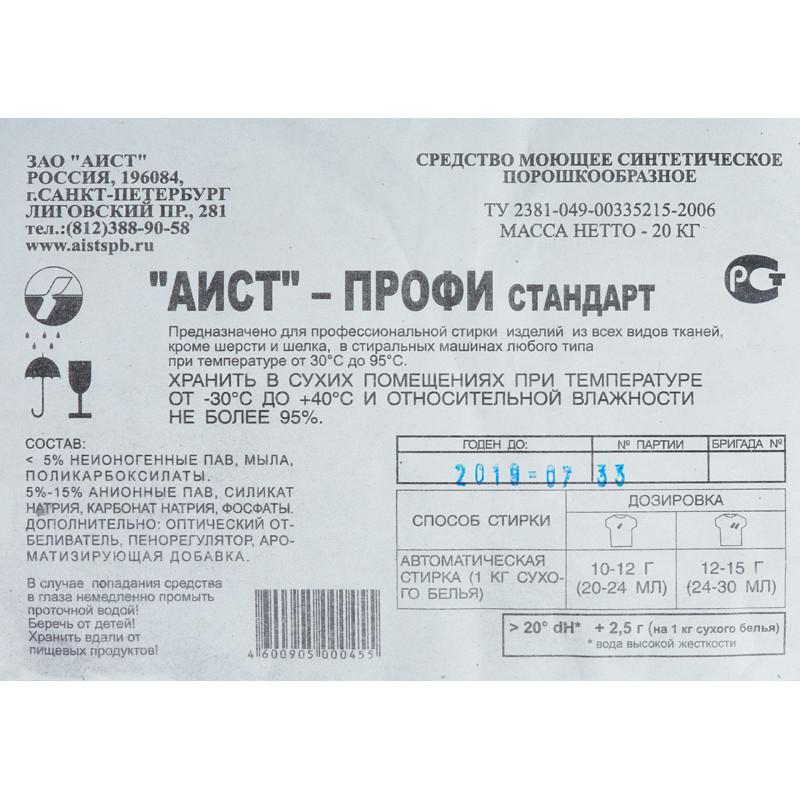 ЗАО "АИСТ"
РОССИЯ, 196084,
г.САНКТ-ПЕТЕРБУРГ
ЛИГОВСКИЙ ПР., 281
тел.:(812)388-90-58
www.aistspb.ru
СРЕДСТВО МОЮЩЕЕ СИНТЕТИЧЕСКОЕ
ПОРОШКООБРАЗНОЕ
ТУ 2381-049-00335215-2006
МАССА НЕТТО - 20 КГ
"АИСТ" – ПРОФИ СТАНДАРТ
РСТ
Предназначено для профессиональной стирки изделий из всех видов тканей,
кроме шерсти и шелка, в стиральных машинах любого типа
при температуре от 30°С до 95°С.
ХРАНИТЬ В СУХИХ ПОМЕЩЕНИЯХ ПРИ ТЕМПЕРАТУРЕ
ОТ -30°С ДО +40°С И ОТНОСИТЕЛЬНОЙ ВЛАЖНОСТИ
НЕ БОЛЕЕ 95%.
СОСТАВ:
< 5% НЕИОНОГЕННЫЕ ПАВ, МЫЛА,
ПОЛИКАРБОКСИЛАТЫ.
5%-15% АНИОННЫЕ ПАВ, СИЛИКАТ
НАТРИЯ, КАРБОНАТ НАТРИЯ, ФОСФАТЫ.
ДОПОЛНИТЕЛЬНО: ОПТИЧЕСКИЙ ОТ-
БЕЛИВАТЕЛЬ, ПЕНОРЕГУЛЯТОР, АРО-
МАТИЗИРУЮЩАЯ ДОБАВКА.
В случае попадания средства
в глаза немедленно промыть
проточной водой!
Беречь от детей!
Хранить вдали от
пищевых продуктов!
4 600905 000455
ГОДЕН ДО: № ПАРТИИ БРИГАДА №
2019-07 33
СПОСОБ СТИРКИ ДОЗИРОВКА
АВТОМАТИЧЕСКАЯ
СТИРКА (1 КГ СУХО-
ГО БЕЛЬЯ)
10-12 Г
(20-24 МЛ)
12-15 Г
(24-30 МЛ)
> 20° dH* + 2,5 г (на 1 кг сухого белья)
* вода высокой жесткости